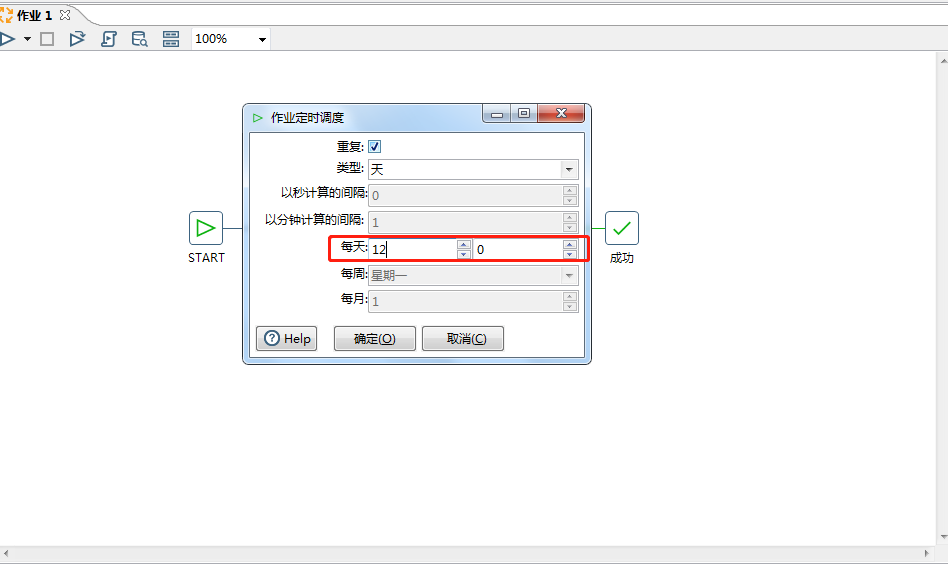 作业 1
100%
作业定时调度
重复:
类型: 天
以秒计算的间隔: 0
以分钟计算的间隔: 1
每天: 12 0
每周: 星期一
每月: 1
Help 确定(O) 取消(C)
START
成功